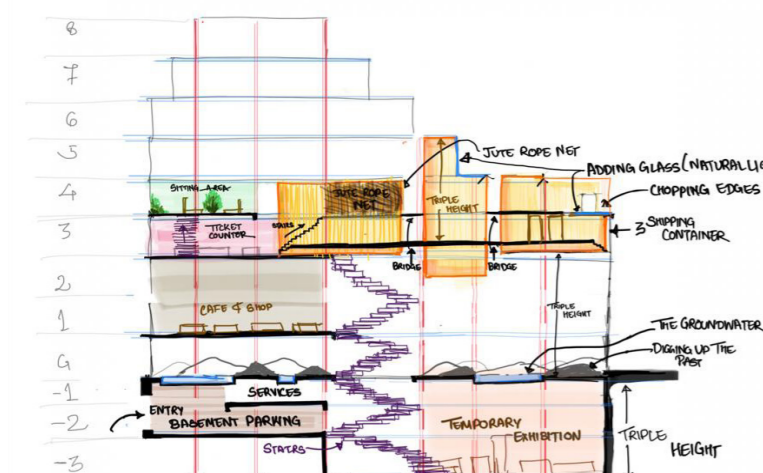 8
7
6
5
JUTE ROPE NET
ADDING GLASS (NATURAL LIG
4
SITTING AREA
JUTE ROPE
NET
TRIPLE
HEIGHT
CHOPPING EDGIES
3
TICKET
COUNTER
STAIRS
3 SHIPPING
CONTAINER
BRIDGE
BRIDGE
2
CAFE & SHOP
TRIPLE
HEIGHT
1
THE GROUNDWATER
G
DIGGING UP THE
PAST
-1
SERVICES
ENTRY
-2
BASEMENT PARKING
TEMPORARY
EXHIBITION
TRIPLE
HEIGHT
STAIRS
-3